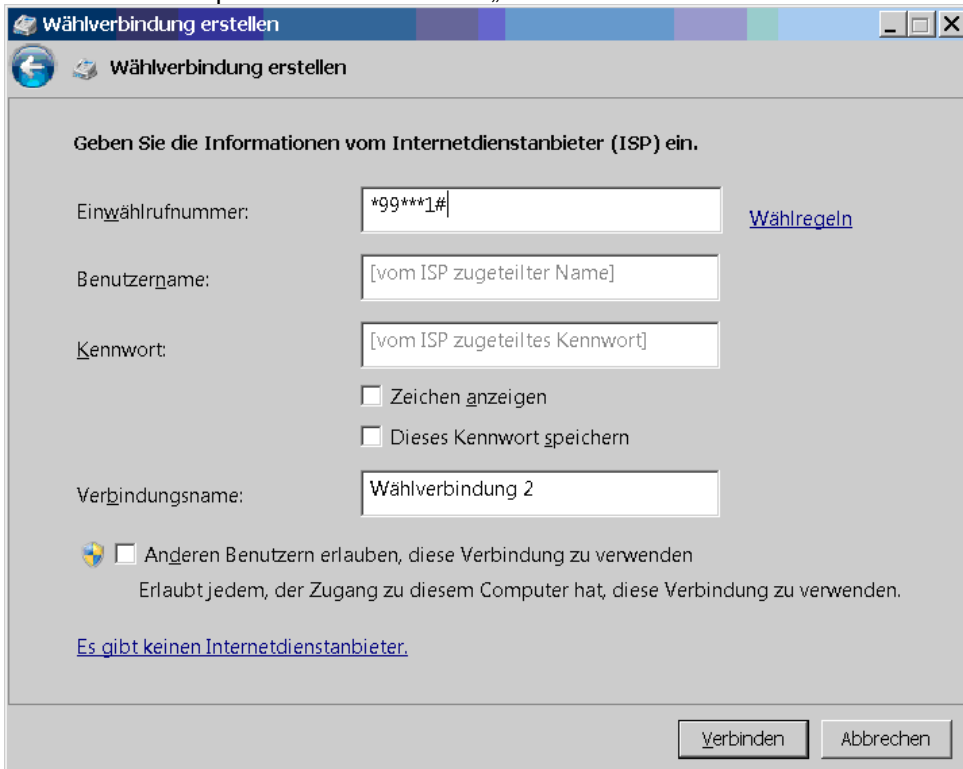 Wählverbindung erstellen
Wählverbindung erstellen
Geben Sie die Informationen vom Internetdienstanbieter (ISP) ein.
Einwählrufnummer: *99***1# Wählregeln
Benutzername: [vom ISP zugeteilter Name]
Kennwort: [vom ISP zugeteiltes Kennwort]
Zeichen anzeigen
Dieses Kennwort speichern
Verbindungsname: Wählverbindung 2
Anderen Benutzern erlauben, diese Verbindung zu verwenden
Erlaubt jedem, der Zugang zu diesem Computer hat, diese Verbindung zu verwenden.
Es gibt keinen Internetdienstanbieter.
Verbinden Abbrechen